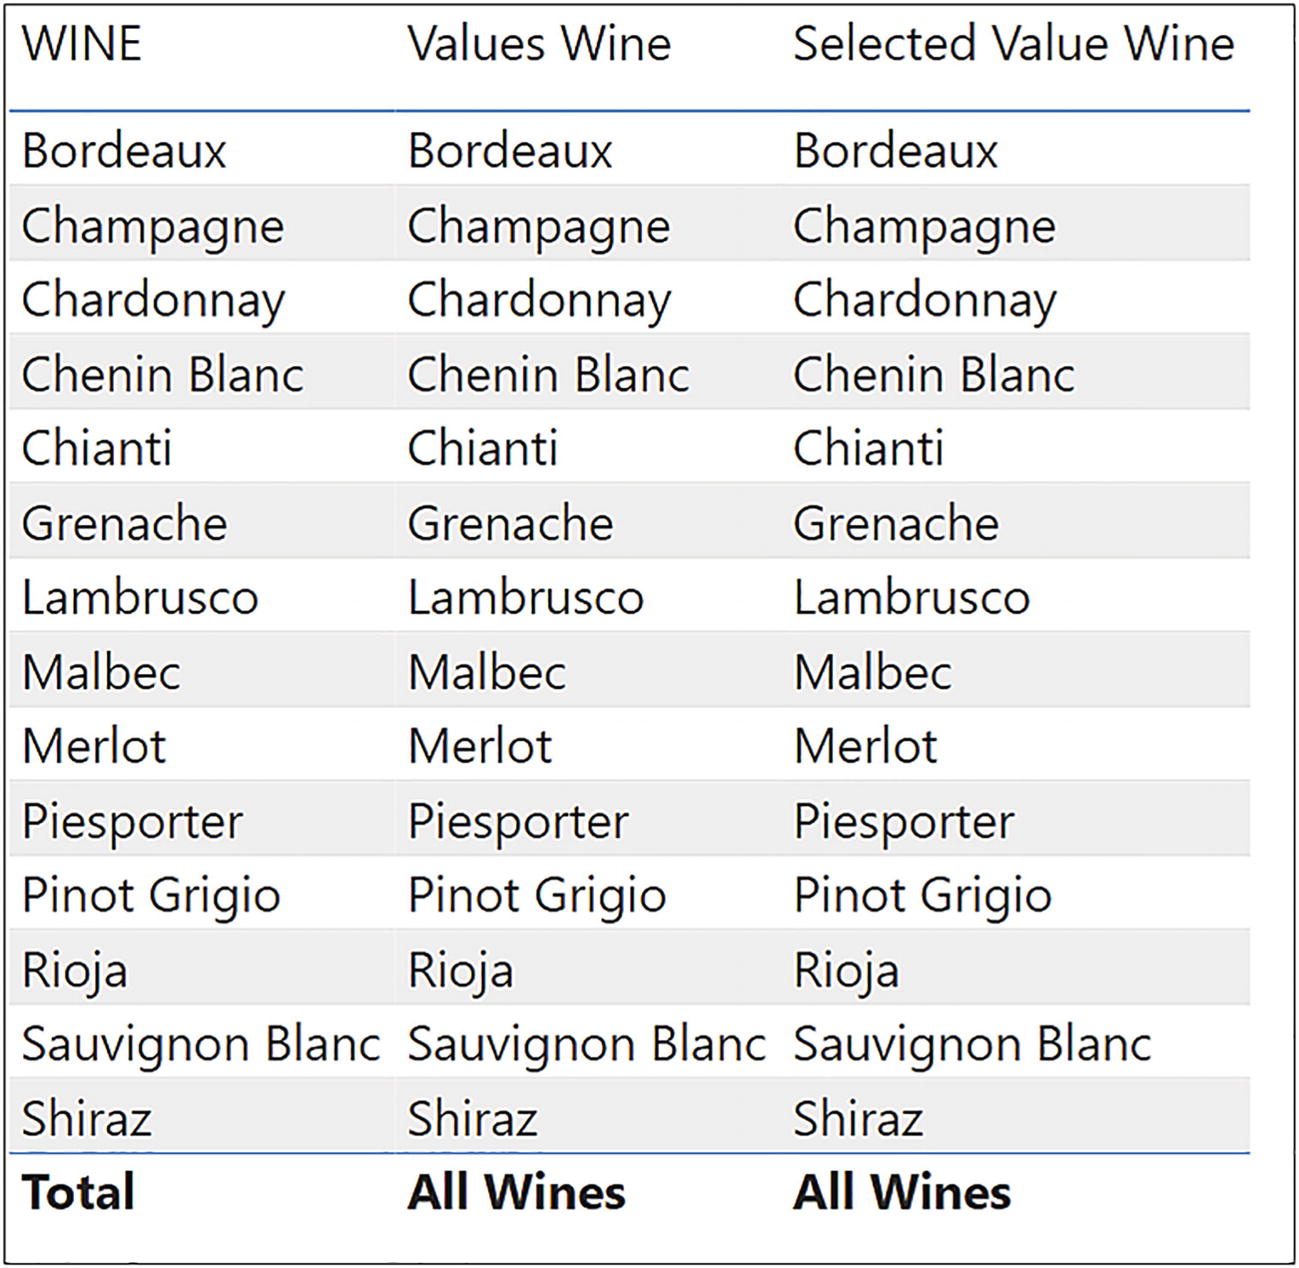 WINE Values Wine Selected Value Wine
Bordeaux Bordeaux Bordeaux
Champagne Champagne Champagne
Chardonnay Chardonnay Chardonnay
Chenin Blanc Chenin Blanc Chenin Blanc
Chianti Chianti Chianti
Grenache Grenache Grenache
Lambrusco Lambrusco Lambrusco
Malbec Malbec Malbec
Merlot Merlot Merlot
Piesporter Piesporter Piesporter
Pinot Grigio Pinot Grigio Pinot Grigio
Rioja Rioja Rioja
Sauvignon Blanc Sauvignon Blanc Sauvignon Blanc
Shiraz Shiraz Shiraz
Total All Wines All Wines